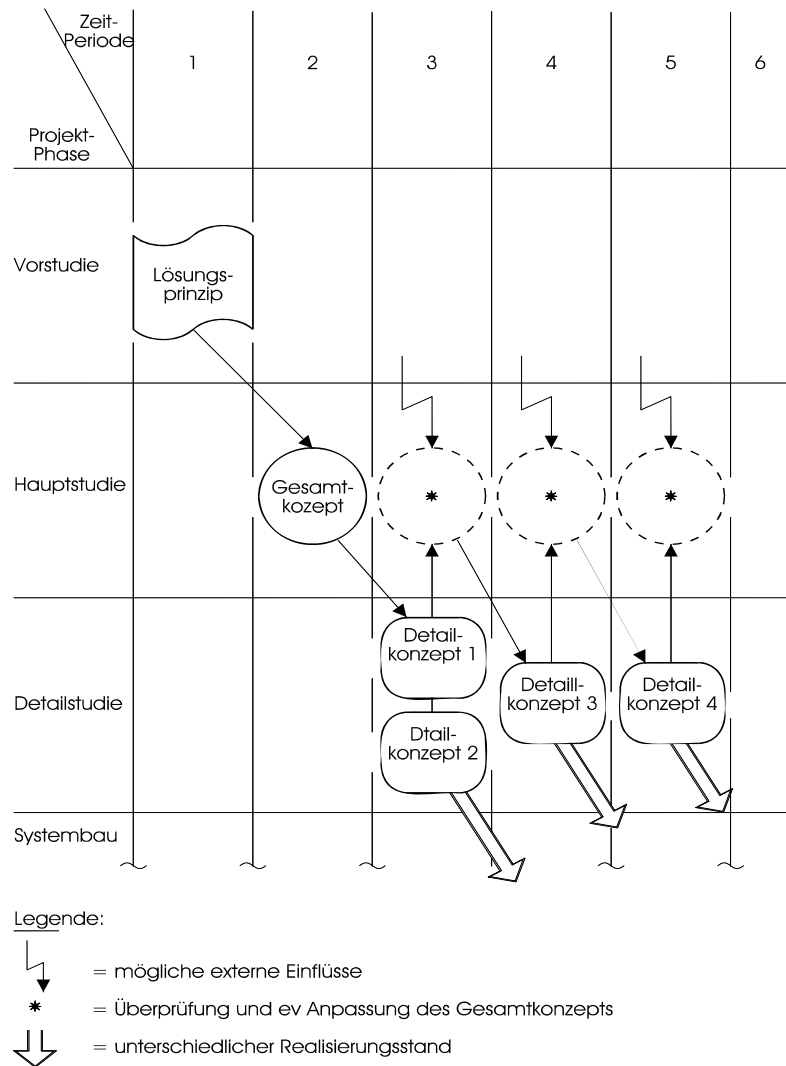 Zeit-
Periode
1
2
3
4
5
6
Projekt-
Phase
Vorstudie
Lösungs-
prinzip
Hauptstudie
Gesamt-
kozept
*
*
*
Detailstudie
Detail-
konzept 1
Dtail-
konzept 2
Detaill-
konzept 3
Detail-
konzept 4
Systembau
Legende:
= mögliche externe Einflüsse
* = Überprüfung und ev Anpassung des Gesamtkonzepts
= unterschiedlicher Realisierungsstand